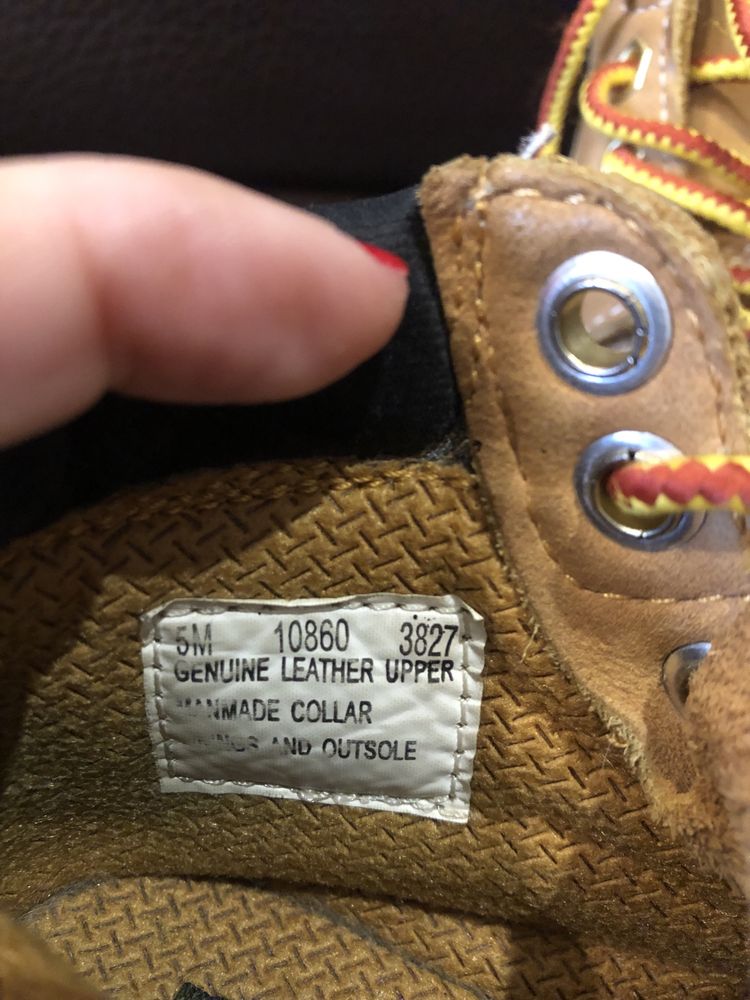 5M 10860 3827
GENUINE LEATHER UPPER
MANMADE COLLAR
AND OUTSOLE